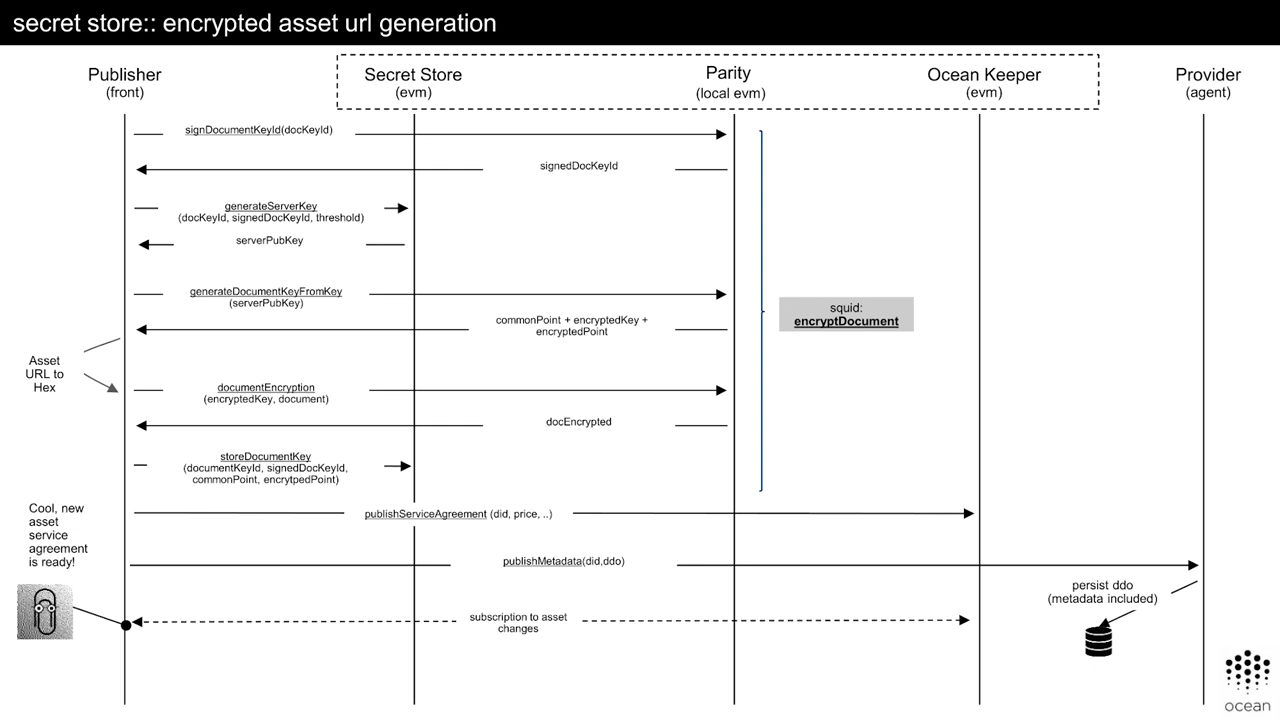 secret store:: encrypted asset url generation
Publisher
(front)
Secret Store
(evm)
Parity
(local evm)
Ocean Keeper
(evm)
Provider
(agent)
signDocumentKeyId(docKeyId)
signedDocKeyId
generateServerKey
(docKeyId, signedDocKeyId, threshold)
serverPubKey
generateDocumentKeyFromKey
(serverPubKey)
squid:
encryptDocument
commonPoint + encryptedKey +
encryptedPoint
Asset
URL to
Hex
documentEncryption
(encryptedKey, document)
docEncrypted
storeDocumentKey
(documentKeyId, signedDocKeyId,
commonPoint, encrytpedPoint)
Cool, new
asset
service
agreement
is ready!
publishServiceAgreement (did, price, ..)
publishMetadata(did,ddo)
persist ddo
(metadata included)
subscription to asset
changes
ocean